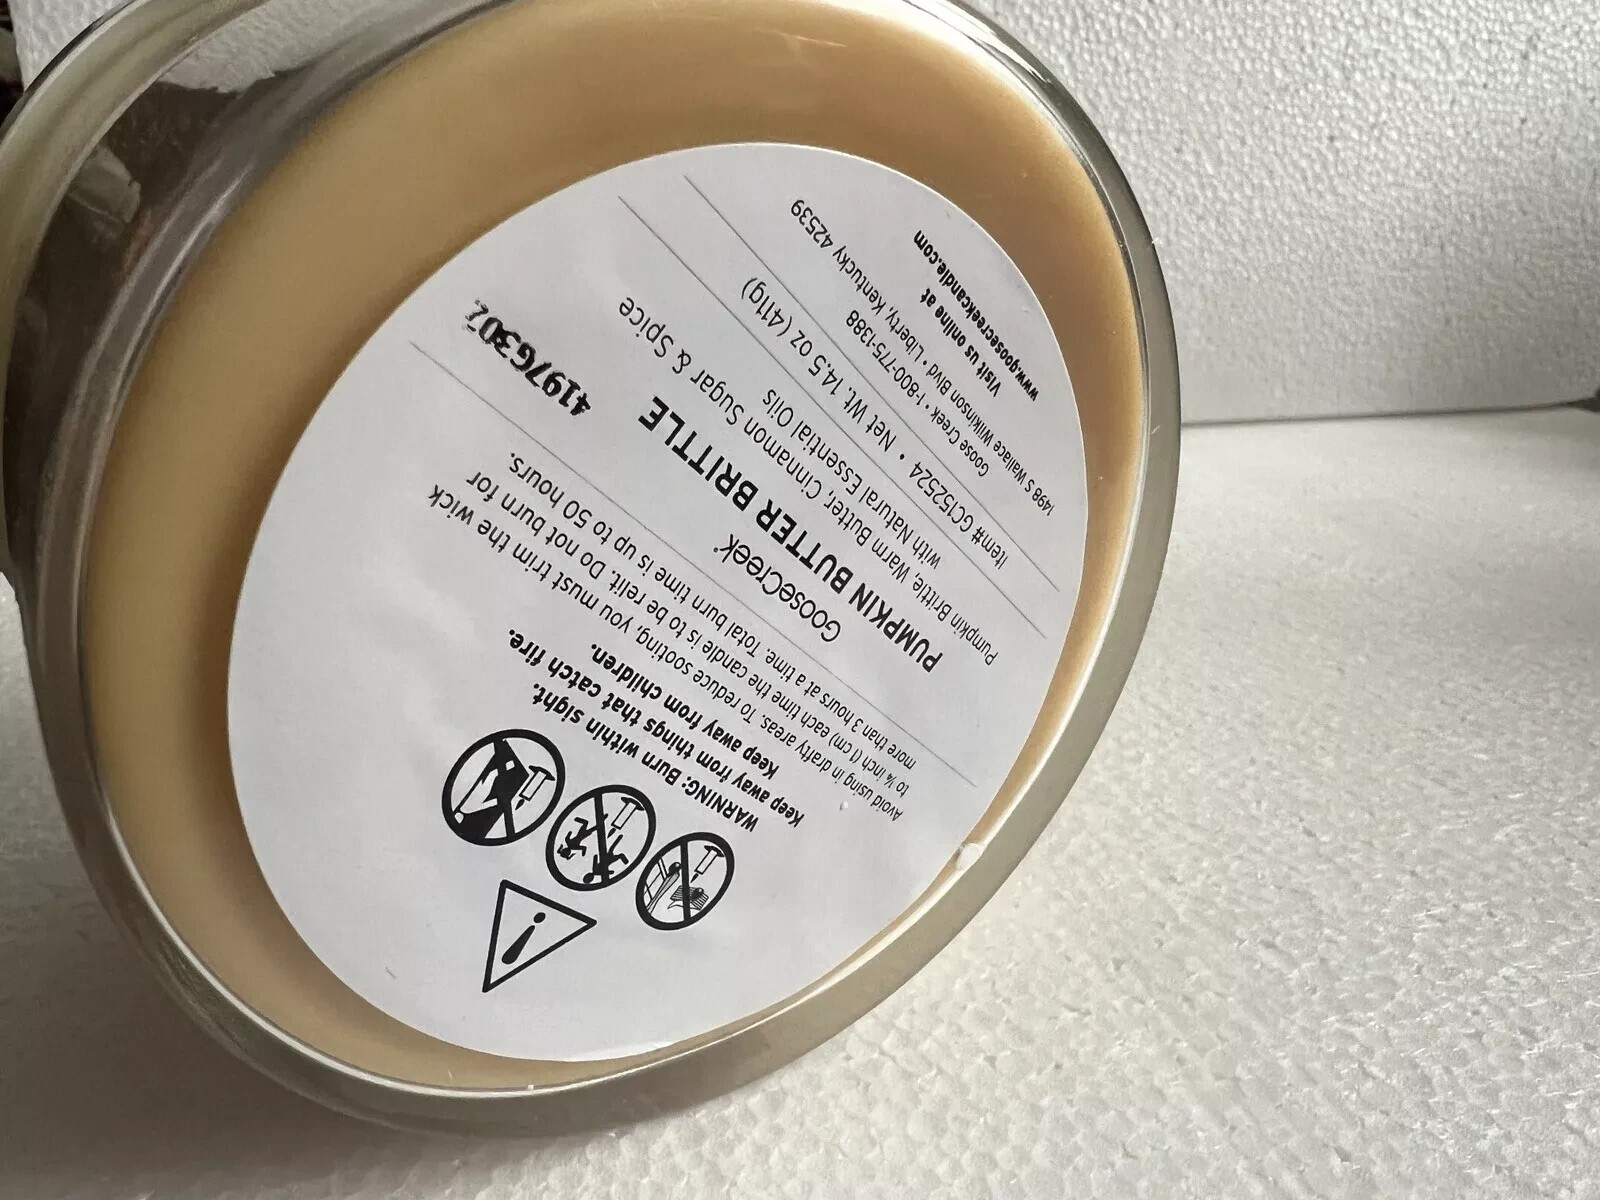 WARNING: Burn within sight.
Keep away from things that catch fire.
Keep away from children.
Avoid using in drafty areas. To reduce sooting, you must trim the wick
to ¼ inch (1 cm) each time the candle is to be relit. Do not burn for
more than 3 hours at a time. Total burn time is up to 50 hours.
GooseCreek®
4197G302
PUMPKIN BUTTER BRITTLE
Pumpkin Brittle, Warm Butter, Cinnamon Sugar & Spice
with Natural Essential Oils
Item# GC152524 • Net Wt. 14.5 oz (411g)
Goose Creek • 1-800-775-1388
1498 S Wallace Wilkinson Blvd • Liberty, Kentucky 42539
Visit us online at
www.goosecreekcandle.com